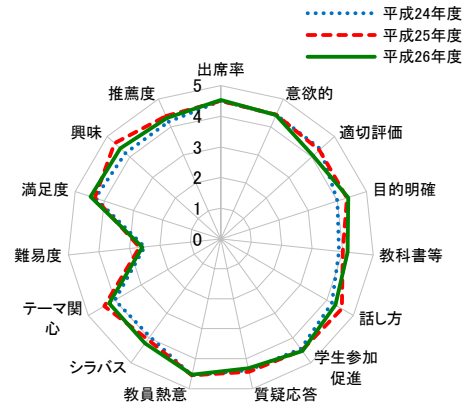 平成24年度
平成25年度
平成26年度
出席率
意欲的
適切評価
目的明確
教科書等
話し方
学生参加
促進
質疑応答
教員熱意
シラバス
テーマ関
心
難易度
満足度
興味
推薦度
5
4
3
2
1
0